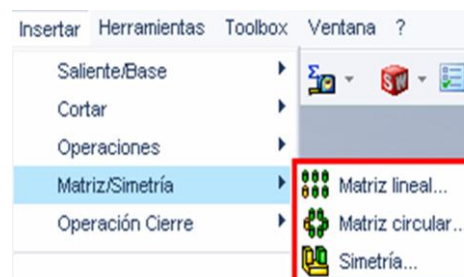 Insertar Herramientas Toolbox Ventana ?
Saliente/Base
Cortar
Operaciones
Matriz/Simetría
Operación Cierre
Matriz lineal...
Matriz circular...
Simetría...